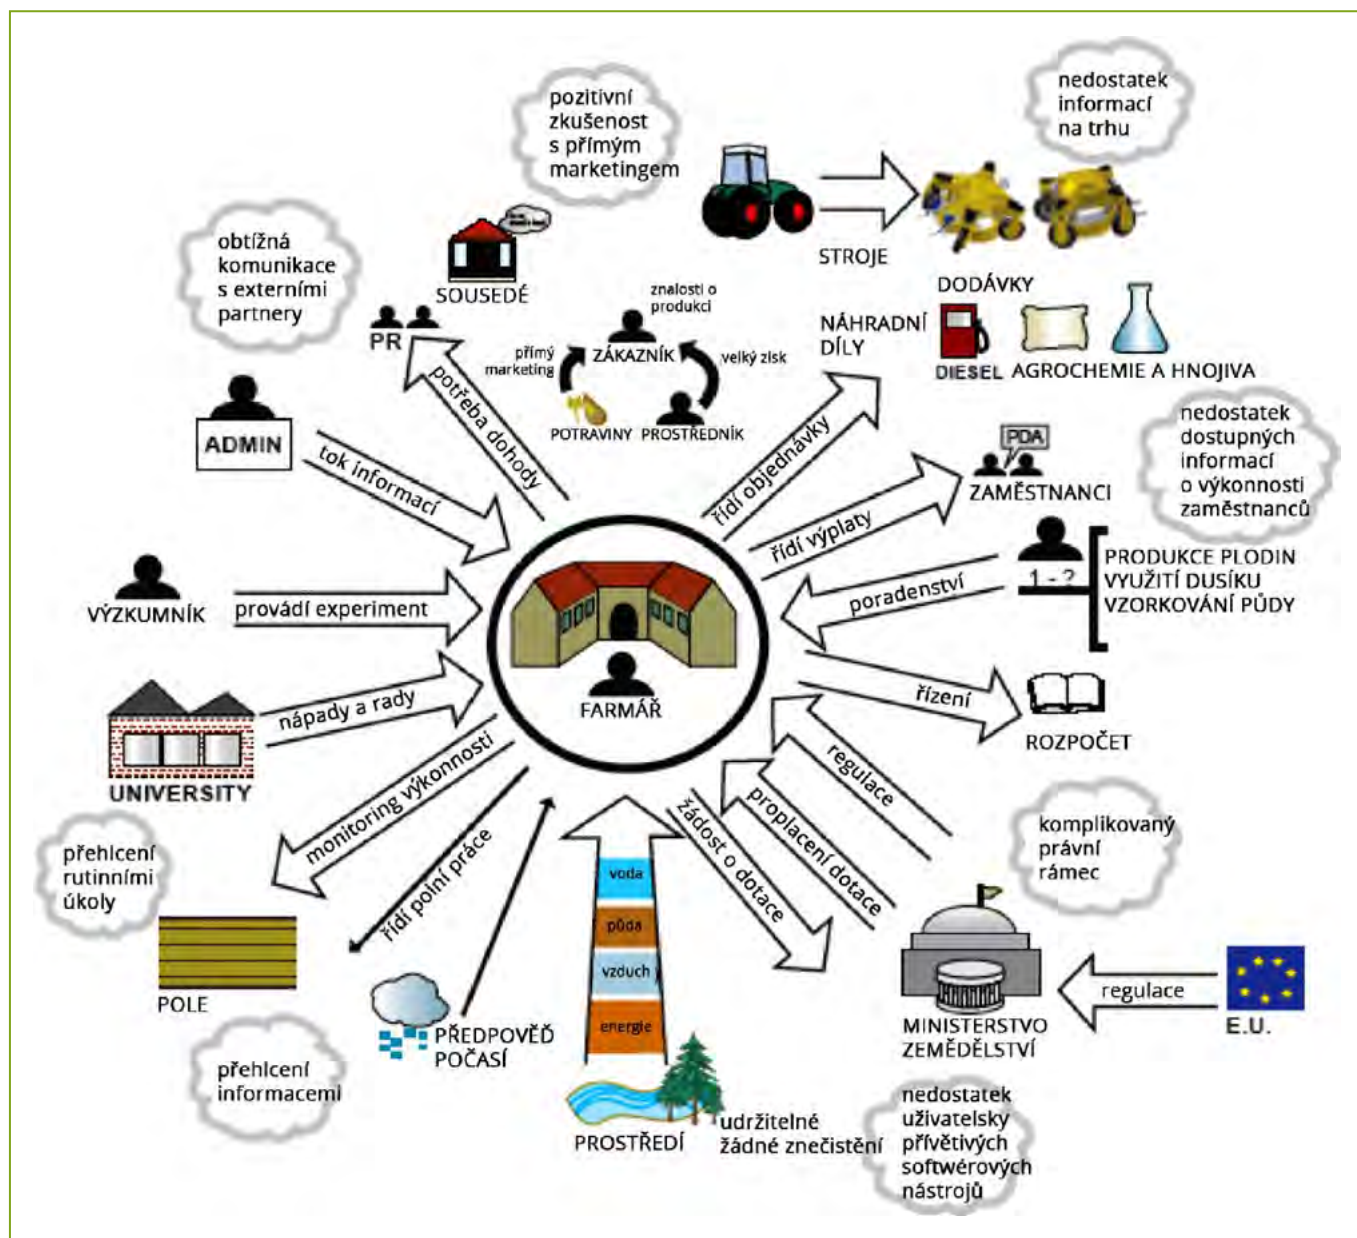 pozitivní
zkušenost
s přímým
marketingem
nedostatek
informací
na trhu
STROJE
obtížná
komunikace
s externími
partnery
SOUSEDÉ
PR
potřeba dohody
znalosti o
produkci
ZÁKAZNÍK
přímý
marketing
velký zisk
POTRAVINY
PROSTŘEDNÍK
DODÁVKY
NÁHRADNÍ
DÍLY
DIESEL
AGROCHEMIE A HNOJIVA
řídí objednávky
ADMIN
tok informací
PDA
ZAMĚSTNANCI
řídí výplaty
nedostatek
dostupných
informací
o výkonnosti
zaměstnanců
VÝZKUMNÍK
provádí experiment
poradenství
1 - 2
PRODUKCE PLODIN
VYUŽITÍ DUSÍKU
VZORKOVÁNÍ PŮDY
FARMÁŘ
UNIVERSITY
nápady a rady
řízení
ROZPOČET
monitoring výkonnosti
řídí polní práce
regulace
proplacení dotace
žádost o dotace
přehlcení
rutinními
úkoly
POLE
komplikovaný
právní
rámec
voda
půda
vzduch
energie
PŘEDPOVĚĎ
POČASÍ
přehlcení
informacemi
MINISTERSTVO
ZEMĚDĚLSTVÍ
regulace
E.U.
PROSTŘEDÍ
udržitelné
žádné znečistění
nedostatek
uživatelsky
přívětivých
softwérových
nástrojů